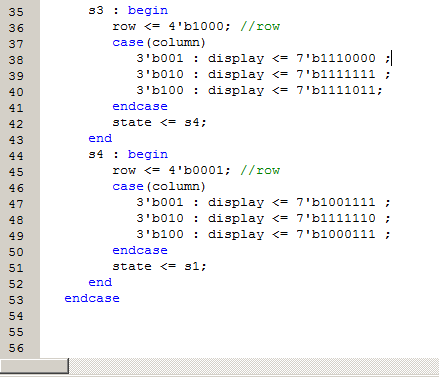 35 s3 : begin
36 row <= 4'b1000; //row
37 case(column)
38 3'b001 : display <= 7'b1110000 ;
39 3'b010 : display <= 7'b1111111 ;
40 3'b100 : display <= 7'b1111011;
41 endcase
42 state <= s4;
43 end
44 s4 : begin
45 row <= 4'b0001; //row
46 case(column)
47 3'b001 : display <= 7'b1001111 ;
48 3'b010 : display <= 7'b1111110 ;
49 3'b100 : display <= 7'b1000111 ;
50 endcase
51 state <= s1;
52 end
53 endcase
54
55
56